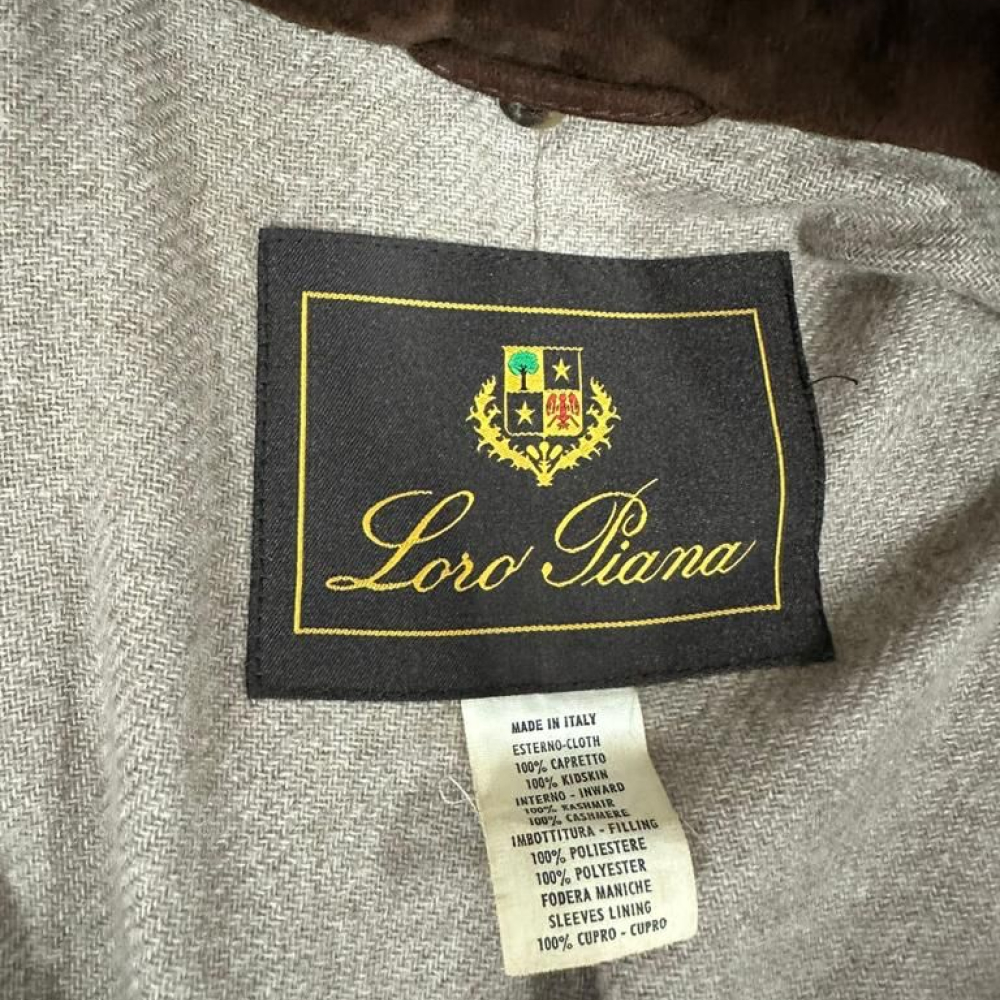 Loro Piana
MADE IN ITALY
ESTERNO-CLOTH
100% CAPRETTO
100% KIDSKIN
INTERNO - INWARD
100% KASHMIR
100% CASHMERE
IMBOTTITURA - FILLING
100% POLIESTERE
100% POLYESTER
FODERA MANICHE
SLEEVES LINING
100% CUPRO - CUPRO